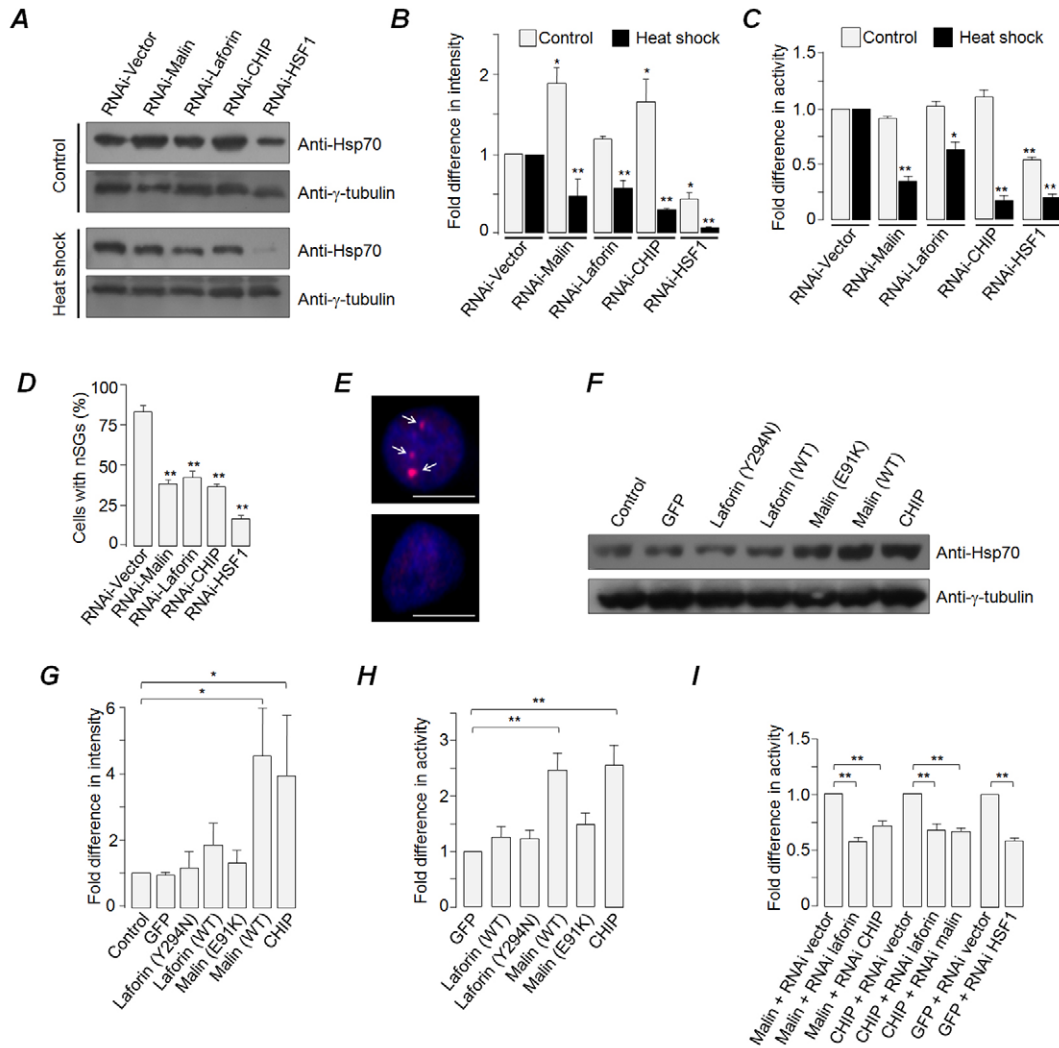 A
RNAi-Vector
RNAi-Malin
RNAi-Laforin
RNAi-CHIP
RNAi-HSF1
Control
Anti-Hsp70
Anti-γ-tubulin
Heat shock
Anti-Hsp70
Anti-γ-tubulin
B
Control
Heat shock
Fold difference in intensity
2
1
0
*
**
**
*
**
*
**
RNAi-Vector
RNAi-Malin
RNAi-Laforin
RNAi-CHIP
RNAi-HSF1
C
Control
Heat shock
Fold difference in activity
1.5
1.0
0.5
0
**
*
**
**
**
RNAi-Vector
RNAi-Malin
RNAi-Laforin
RNAi-CHIP
RNAi-HSF1
D
Cells with nSGs (%)
100
75
50
25
0
**
**
**
**
RNAi-Vector
RNAi-Malin
RNAi-Laforin
RNAi-CHIP
RNAi-HSF1
E
F
Control
GFP
Laforin (Y294N)
Laforin (WT)
Malin (E91K)
Malin (WT)
CHIP
Anti-Hsp70
Anti-γ-tubulin
G
Fold difference in intensity
6
4
2
0
*
*
Control
GFP
Laforin (Y294N)
Laforin (WT)
Malin (E91K)
Malin (WT)
CHIP
H
Fold difference in activity
3
2
1
0
**
**
GFP
Laforin (WT)
Laforin (Y294N)
Malin (WT)
Malin (E91K)
CHIP
I
Fold difference in activity
1.5
1.0
0.5
0
**
**
**
**
**
Malin + RNAi vector
Malin + RNAi laforin
Malin + RNAi CHIP
CHIP + RNAi vector
CHIP + RNAi laforin
CHIP + RNAi malin
GFP + RNAi vector
GFP + RNAi HSF1